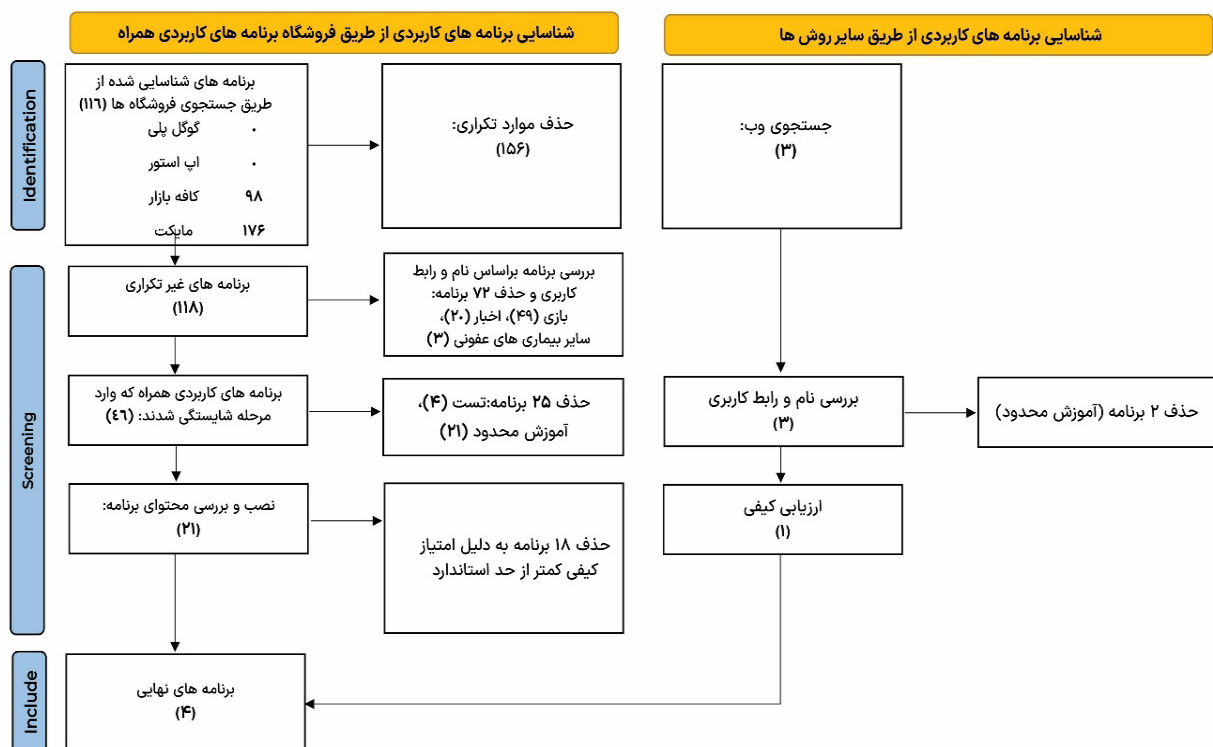 شناسایی برنامه های کاربردی از طریق فروشگاه برنامه های کاربردی همراه
شناسایی برنامه های کاربردی از طریق سایر روش ها
Identification
برنامه های شناسایی شده از
طریق جستجوی فروشگاه ها (١١٦)
گوگل پلی ۰
اپ استور ۰
کافه بازار ۹۸
مایکت ۱۷۶
حذف موارد تکراری:
(۱۵۶)
جستجوی وب:
(۳)
Screening
برنامه های غیر تکراری
(۱۱۸)
بررسی برنامه براساس نام و رابط
کاربری و حذف ۷۲ برنامه:
بازی (۴۹)، اخبار (۲۰)،
سایر بیماری های عفونی (۳)
برنامه های کاربردی همراه که وارد
مرحله شایستگی شدند: (٤٦)
حذف ۲۵ برنامه:تست (۴)،
آموزش محدود (۲۱)
بررسی نام و رابط کاربری
(۳)
حذف ۲ برنامه (آموزش محدود)
نصب و بررسی محتوای برنامه:
(۲۱)
حذف ۱۸ برنامه به دلیل امتیاز
کیفی کمتر از حد استاندارد
ارزیابی کیفی
(۱)
Include
برنامه های نهایی
(۴)